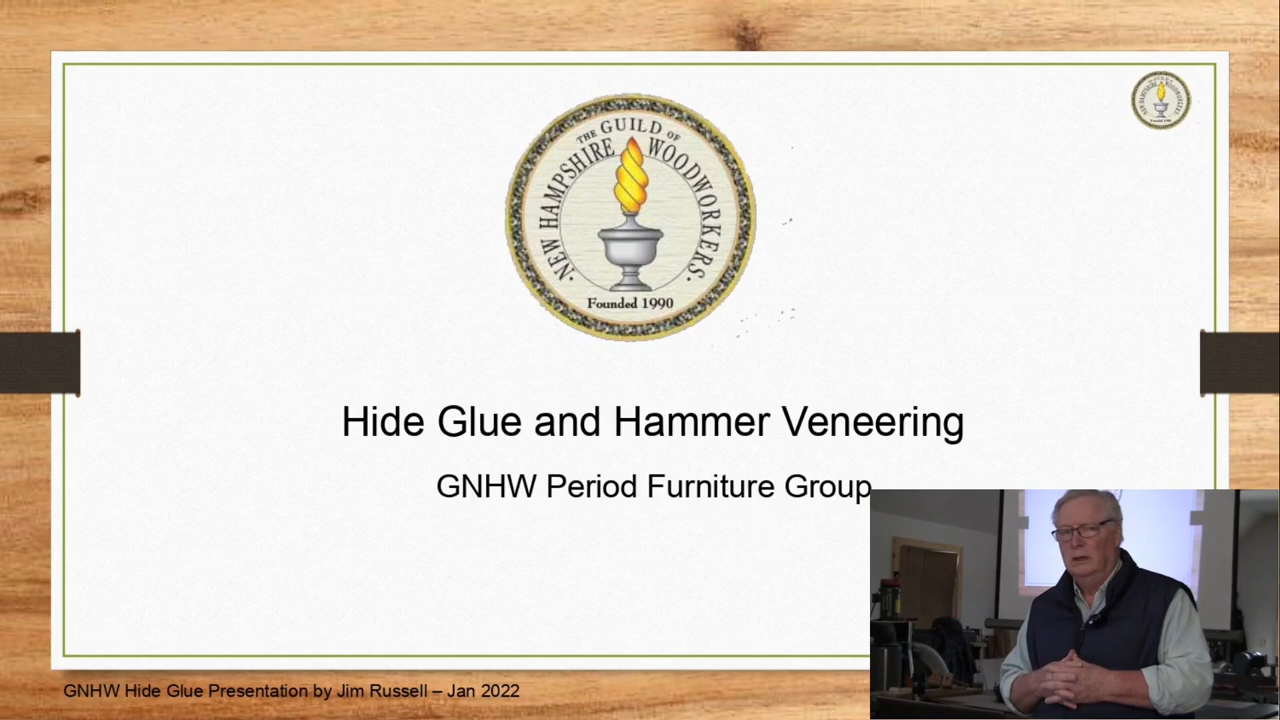 THE GUILD OF
NEW HAMPSHIRE WOODWORKERS
Founded 1990
Hide Glue and Hammer Veneering
GNHW Period Furniture Group
GNHW Hide Glue Presentation by Jim Russell – Jan 2022